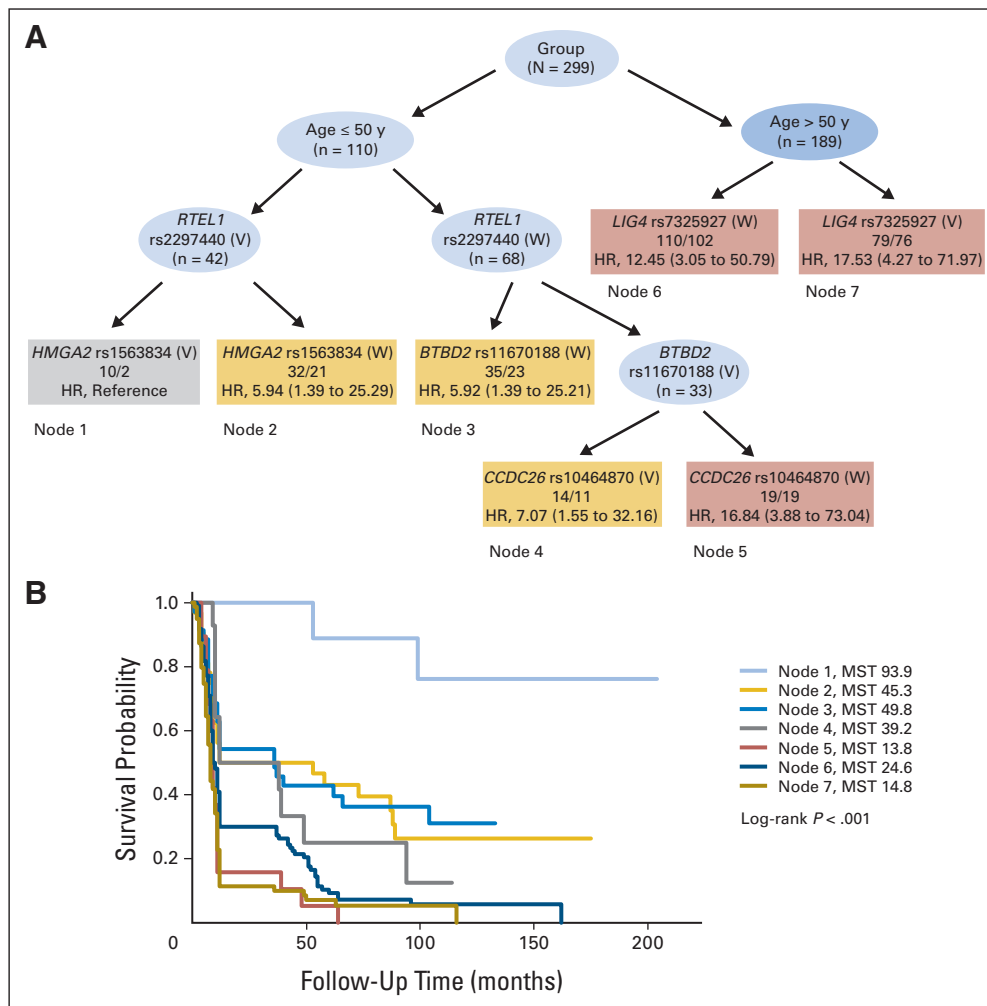 A
Group
(N = 299)
Age ≤ 50 y
(n = 110)
Age > 50 y
(n = 189)
RTEL1
rs2297440 (V)
(n = 42)
RTEL1
rs2297440 (W)
(n = 68)
LIG4 rs7325927 (W)
110/102
HR, 12.45 (3.05 to 50.79)
Node 6
LIG4 rs7325927 (V)
79/76
HR, 17.53 (4.27 to 71.97)
Node 7
HMGA2 rs1563834 (V)
10/2
HR, Reference
Node 1
HMGA2 rs1563834 (W)
32/21
HR, 5.94 (1.39 to 25.29)
Node 2
BTBD2 rs11670188 (W)
35/23
HR, 5.92 (1.39 to 25.21)
Node 3
BTBD2
rs11670188 (V)
(n = 33)
CCDC26 rs10464870 (V)
14/11
HR, 7.07 (1.55 to 32.16)
Node 4
CCDC26 rs10464870 (W)
19/19
HR, 16.84 (3.88 to 73.04)
Node 5
B
Survival Probability
1.0
0.8
0.6
0.4
0.2
0
50
100
150
200
Follow-Up Time (months)
Node 1, MST 93.9
Node 2, MST 45.3
Node 3, MST 49.8
Node 4, MST 39.2
Node 5, MST 13.8
Node 6, MST 24.6
Node 7, MST 14.8
Log-rank P < .001